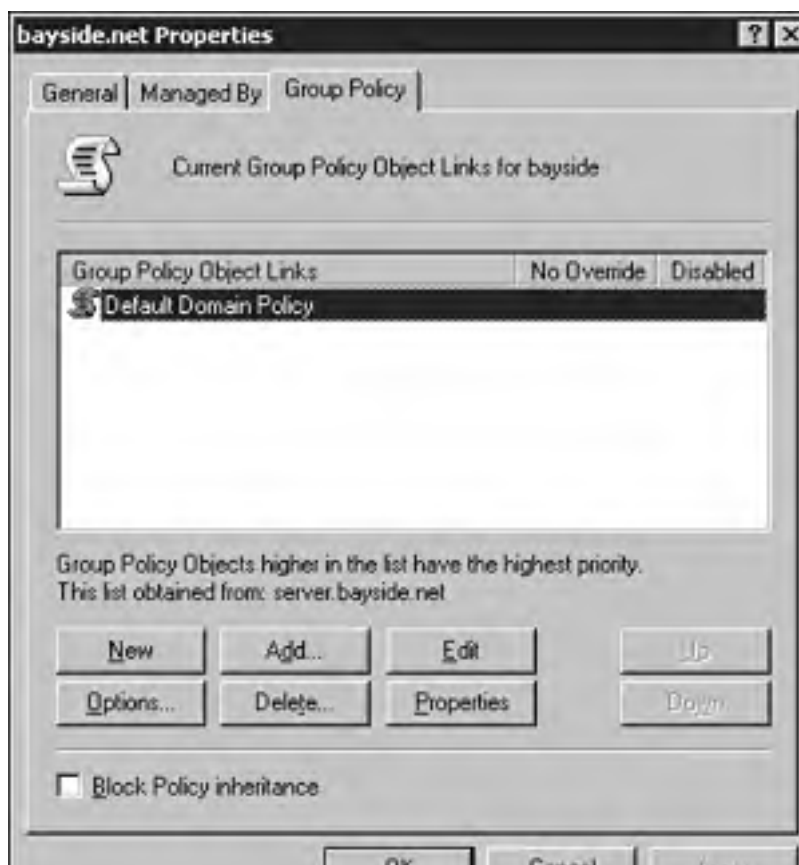 bayside.net Properties
General Managed By Group Policy
Current Group Policy Object Links for bayside
Group Policy Object Links No Override Disabled
Default Domain Policy
Group Policy Objects higher in the list have the highest priority.
This list obtained from: server.bayside.net
New Add... Edit Up
Options... Delete... Properties Down
Block Policy inheritance
OK Cancel